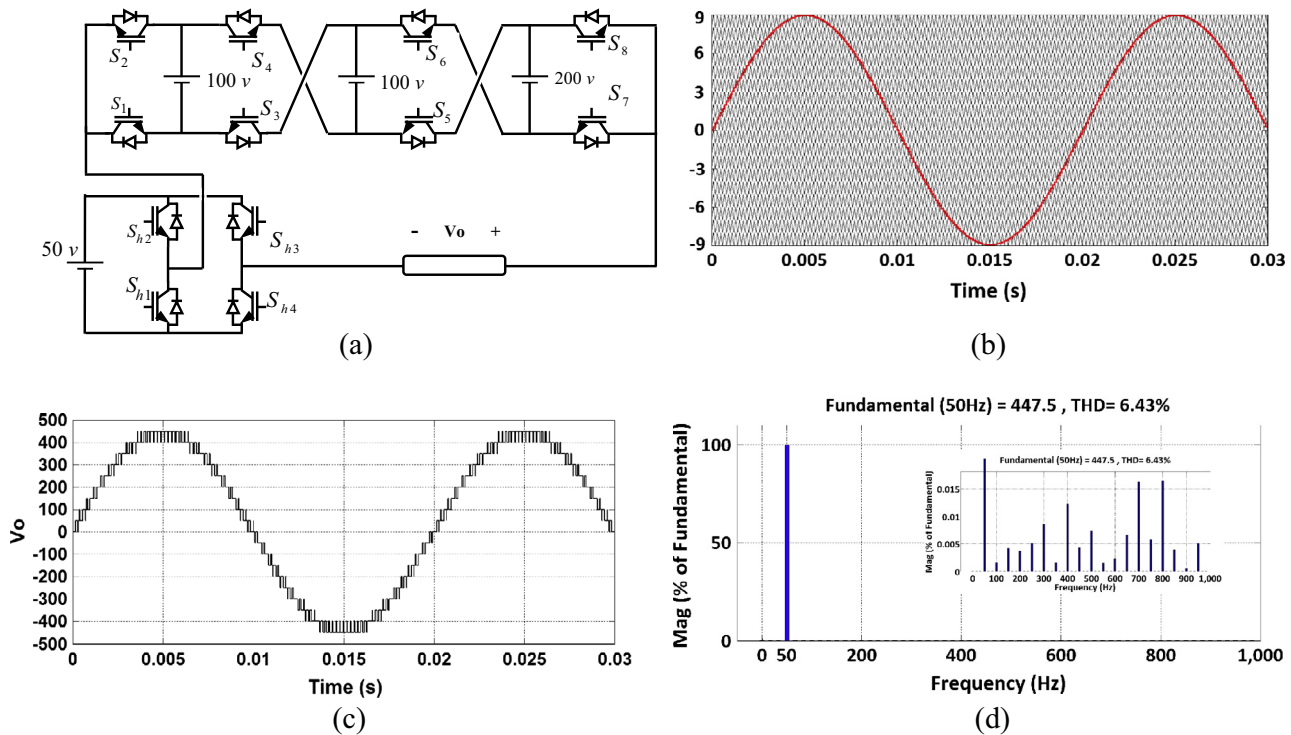 S2
S4
100 v
S1
S3
S6
100 v
S5
S8
200 v
S7
50 v
Sh2
Sh3
Sh1
Sh4
- Vo +
(a)
9
6
3
0
-3
-6
-9
0 0.005 0.01 0.015 0.02 0.025 0.03
Time (s)
(b)
500
400
300
200
100
0
-100
-200
-300
-400
-500
Vo
0 0.005 0.01 0.015 0.02 0.025 0.03
Time (s)
(c)
Fundamental (50Hz) = 447.5 , THD= 6.43%
Mag (% of Fundamental)
100
50
0
0 50 200 400 600 800 1,000
Frequency (Hz)
Fundamental (50Hz) = 447.5 , THD= 6.43%
Mag (% of Fundamental)
0.015
0.01
0.005
0
0 100 200 300 400 500 600 700 800 900 1,000
Frequency (Hz)
(d)